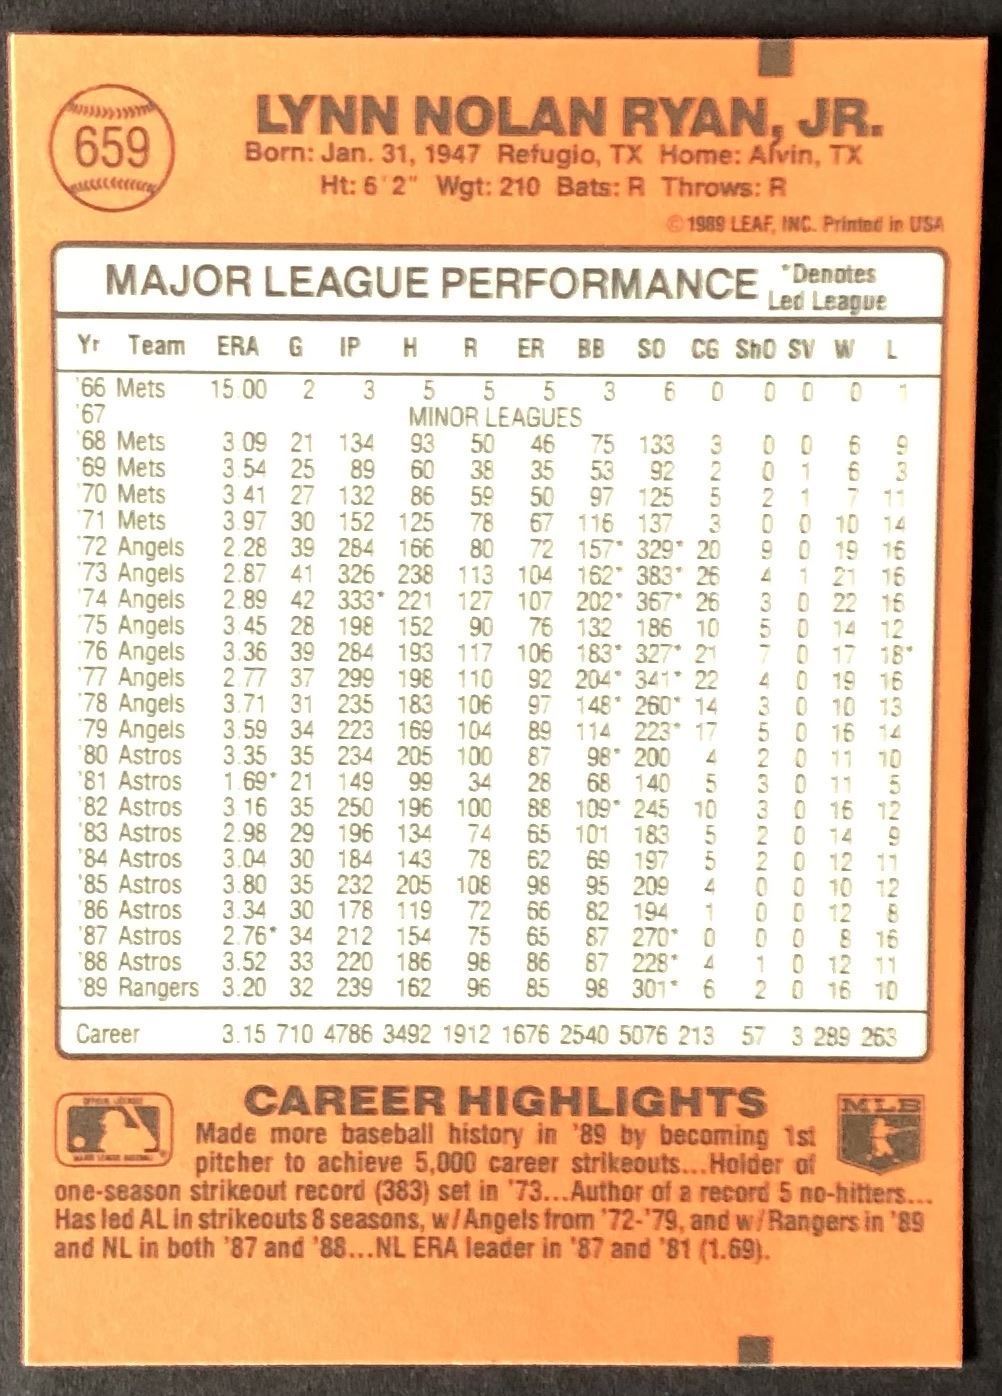 659
LYNN NOLAN RYAN, JR.
Born: Jan. 31, 1947 Refugio, TX Home: Alvin, TX
Ht: 6'2" Wgt: 210 Bats: R Throws: R
©1989 LEAF, INC. Printed in USA
MAJOR LEAGUE PERFORMANCE *Denotes Led League
Yr Team ERA G IP H R ER BB SO CG ShO SV W L
'66 Mets 15.00 2 3 5 5 5 3 6 0 0 0 0 1
'67 MINOR LEAGUES
'68 Mets 3.09 21 134 93 50 46 75 133 3 0 0 6 9
'69 Mets 3.54 25 89 60 38 35 53 92 2 0 1 6 3
'70 Mets 3.41 27 132 86 59 50 97 125 5 2 1 7 11
'71 Mets 3.97 30 152 125 78 67 116 137 3 0 0 10 14
'72 Angels 2.28 39 284 166 80 72 157* 329* 20 9 0 19 16
'73 Angels 2.87 41 326 238 113 104 162* 383* 26 4 1 21 16
'74 Angels 2.89 42 333* 221 127 107 202* 367* 26 3 0 22 16
'75 Angels 3.45 28 198 152 90 76 132 186 10 5 0 14 12
'76 Angels 3.36 39 284 193 117 106 183* 327* 21 7 0 17 18*
'77 Angels 2.77 37 299 198 110 92 204* 341* 22 4 0 19 16
'78 Angels 3.71 31 235 183 106 97 148* 260* 14 3 0 10 13
'79 Angels 3.59 34 223 169 104 89 114 223* 17 5 0 16 14
'80 Astros 3.35 35 234 205 100 87 98* 200 4 2 0 11 10
'81 Astros 1.69* 21 149 99 34 28 68 140 5 3 0 11 5
'82 Astros 3.16 35 250 196 100 88 109* 245 10 3 0 16 12
'83 Astros 2.98 29 196 134 74 65 101 183 5 2 0 14 9
'84 Astros 3.04 30 184 143 78 62 69 197 5 2 0 12 11
'85 Astros 3.80 35 232 205 108 98 95 209 4 0 0 10 12
'86 Astros 3.34 30 178 119 72 66 82 194 1 0 0 12 8
'87 Astros 2.76* 34 212 154 75 65 87 270* 0 0 0 8 16
'88 Astros 3.52 33 220 186 98 86 87 228* 4 1 0 12 11
'89 Rangers 3.20 32 239 162 96 85 98 301* 6 2 0 16 10
Career 3.15 710 4786 3492 1912 1676 2540 5076 213 57 3 289 263
CAREER HIGHLIGHTS
MLB
Made more baseball history in '89 by becoming 1st
pitcher to achieve 5,000 career strikeouts...Holder of
one-season strikeout record (383) set in '73...Author of a record 5 no-hitters...
Has led AL in strikeouts 8 seasons, w/Angels from '72-'79, and w/Rangers in '89
and NL in both '87 and '88...NL ERA leader in '87 and '81 (1.69).